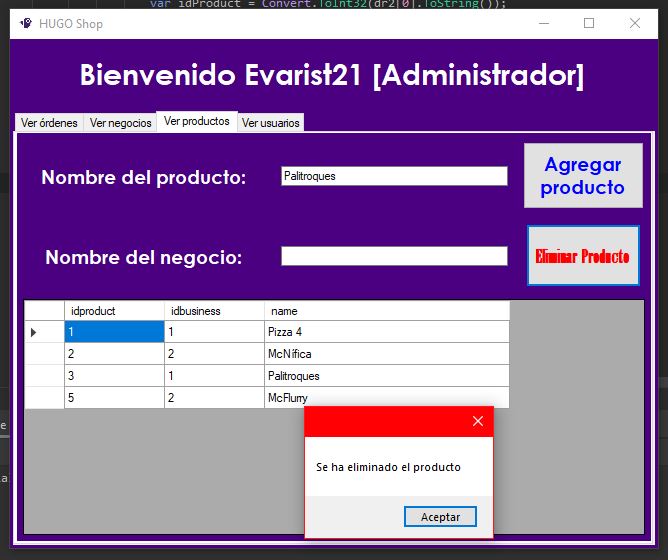 var idProduct = Convert.ToInt32(dr2[0].ToString());
HUGO Shop
Bienvenido Evarist21 [Administrador]
Ver órdenes Ver negocios Ver productos Ver usuarios
Nombre del producto: Palitroques
Agregar
producto
Nombre del negocio:
Eliminar Producto
idproduct idbusiness name
1 1 Pizza 4
2 2 McNífica
3 1 Palitroques
5 2 McFlurry
Se ha eliminado el producto
Aceptar